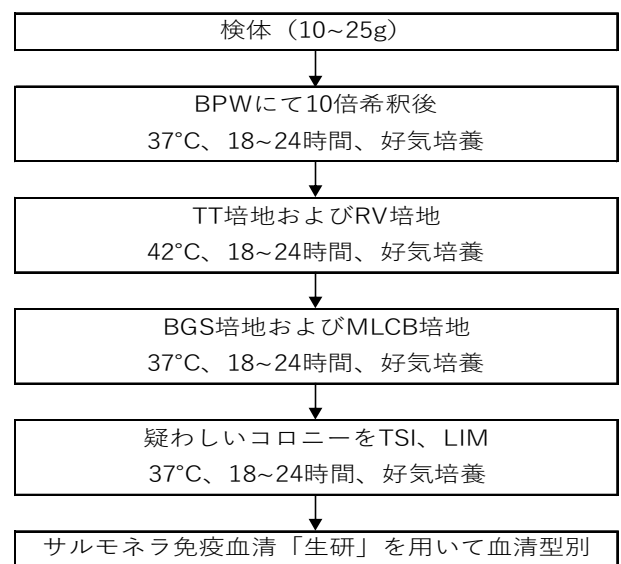 検体（10~25g）
BPWにて10倍希釈後
37°C、18~24時間、好気培養
TT培地およびRV培地
42°C、18~24時間、好気培養
BGS培地およびMLCB培地
37°C、18~24時間、好気培養
疑わしいコロニーをTSI、LIM
37°C、18~24時間、好気培養
サルモネラ免疫血清「生研」を用いて血清型別